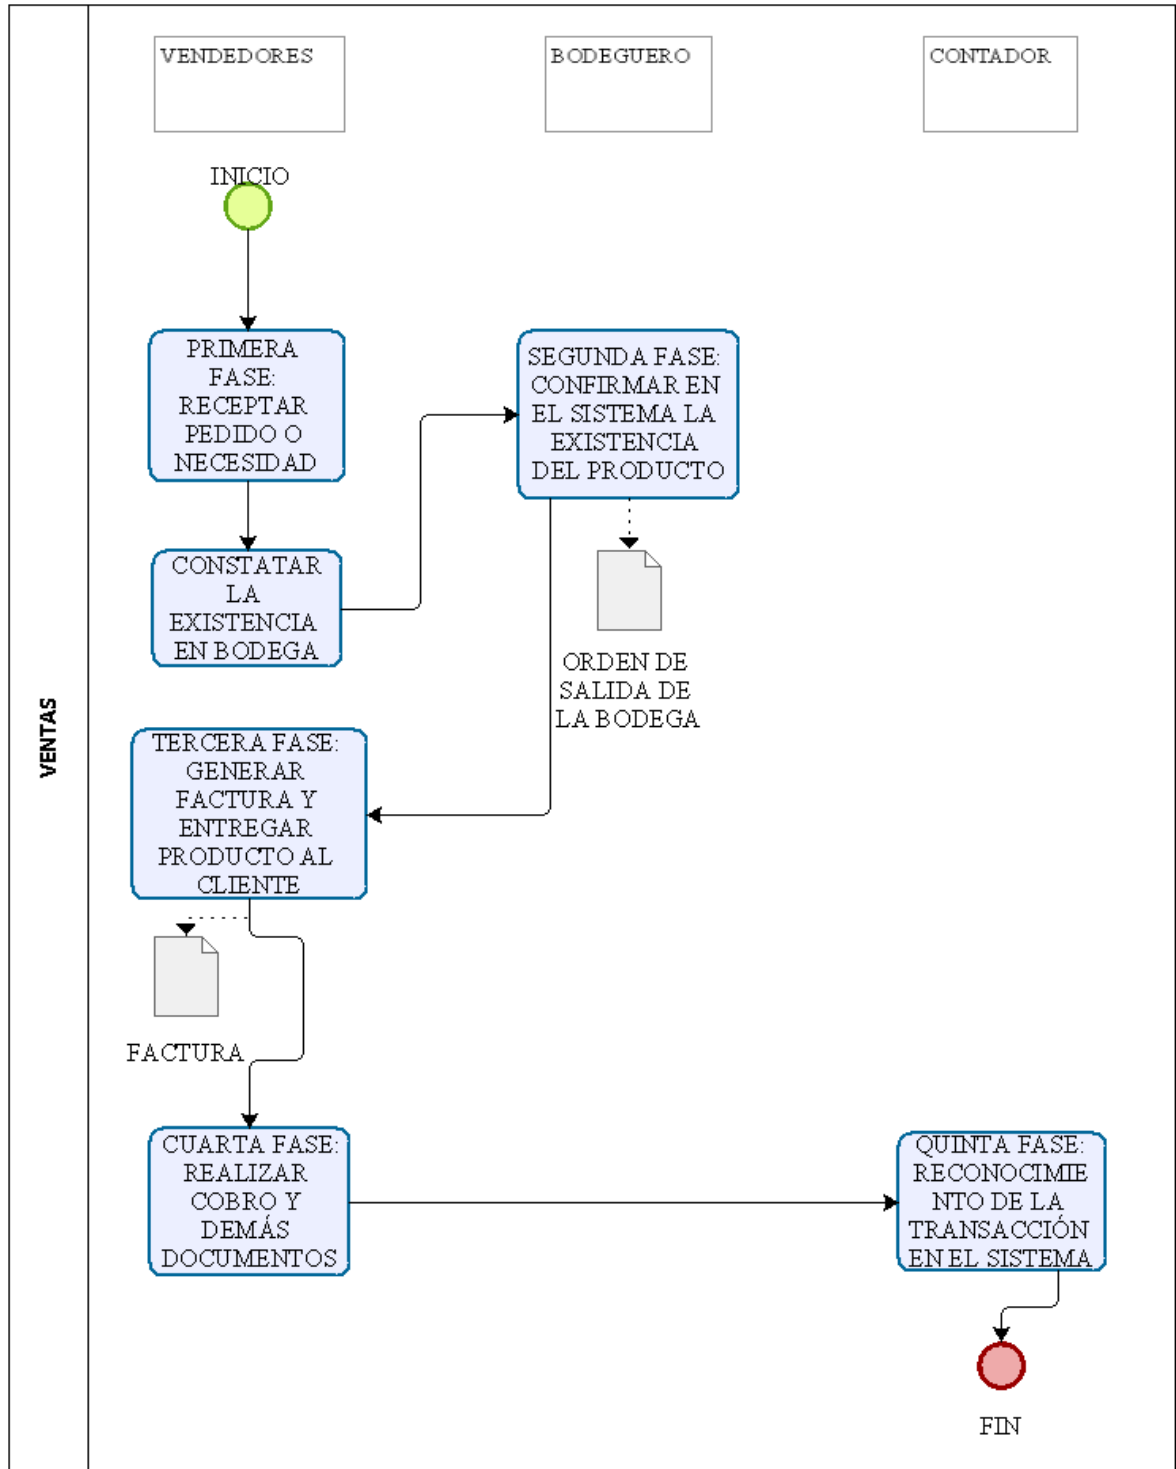 VENTAS
VENDEDORES
BODEGUERO
CONTADOR
INICIO
PRIMERA
FASE:
RECEPTAR
PEDIDO O
NECESIDAD
SEGUNDA FASE:
CONFIRMAR EN
EL SISTEMA LA
EXISTENCIA
DEL PRODUCTO
CONSTATAR
LA
EXISTENCIA
EN BODEGA
ORDEN DE
SALIDA DE
LA BODEGA
TERCERA FASE:
GENERAR
FACTURA Y
ENTREGAR
PRODUCTO AL
CLIENTE
FACTURA
CUARTA FASE:
REALIZAR
COBRO Y
DEMÁS
DOCUMENTOS
QUINTA FASE:
RECONOCIMIE
NTO DE LA
TRANSACCIÓN
EN EL SISTEMA
FIN